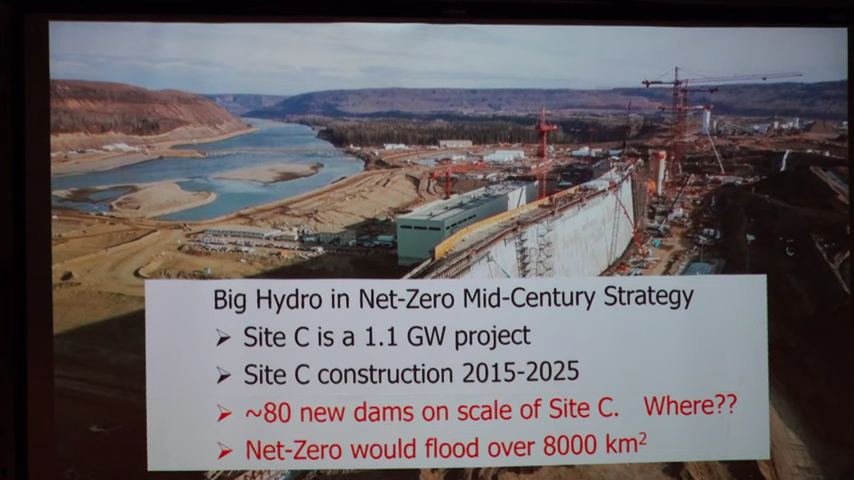 Big Hydro in Net-Zero Mid-Century Strategy
➢ Site C is a 1.1 GW project
➢ Site C construction 2015-2025
➢ ~80 new dams on scale of Site C. Where??
➢ Net-Zero would flood over 8000 km²